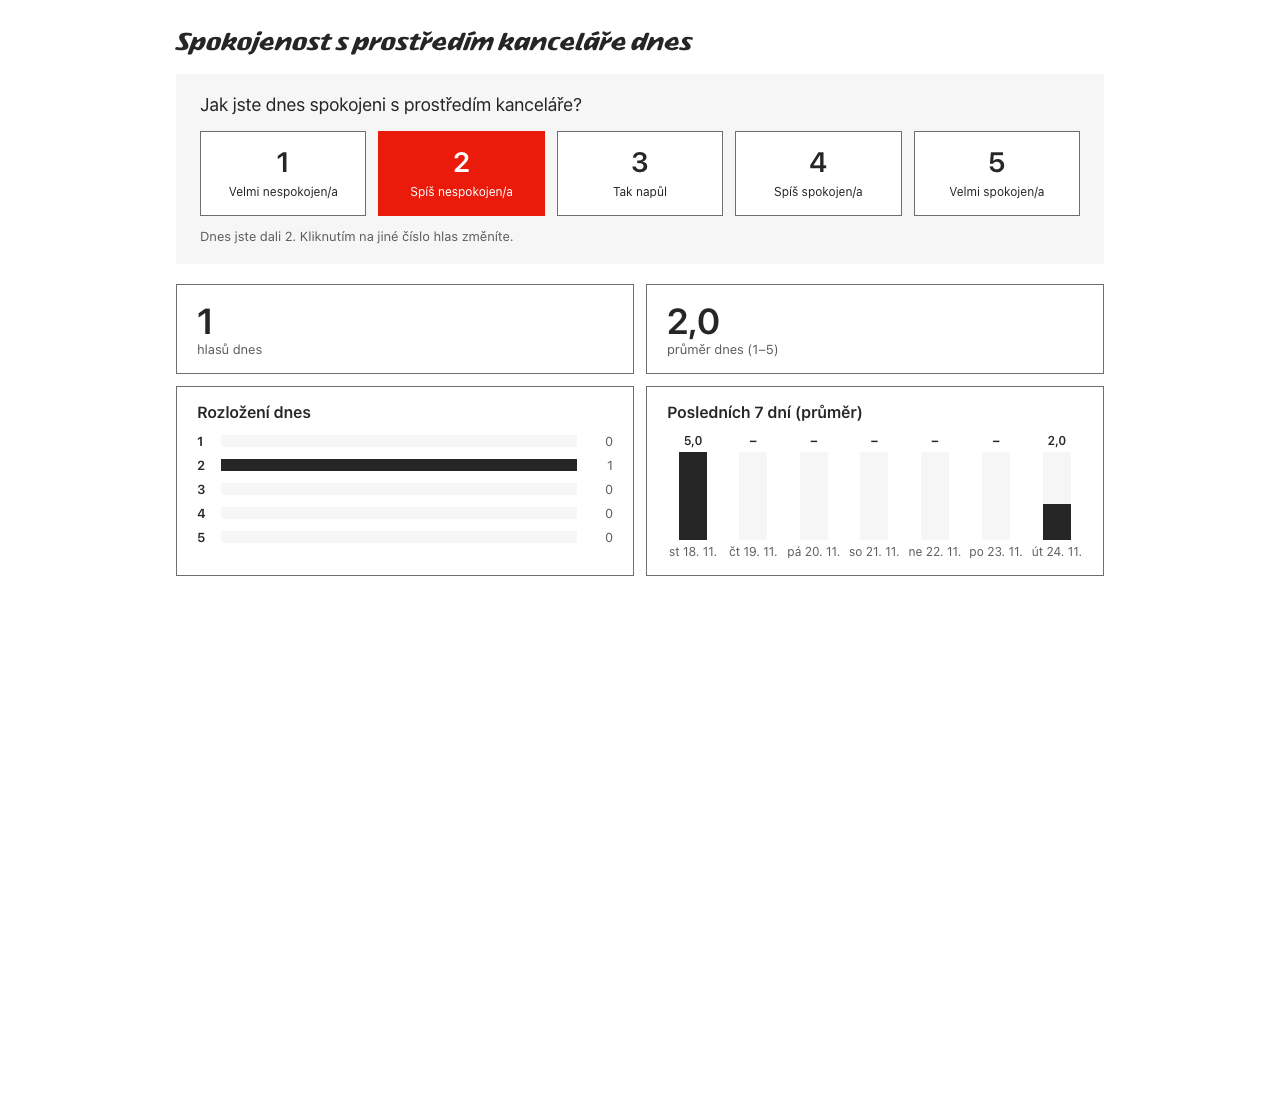 Spokojenost s prostředím kanceláře dnes
Jak jste dnes spokojeni s prostředím kanceláře?
1
Velmi nespokojen/a
2
Spíš nespokojen/a
3
Tak napůl
4
Spíš spokojen/a
5
Velmi spokojen/a
Dnes jste dali 2. Kliknutím na jiné číslo hlas změníte.
1
hlasů dnes
2,0
průměr dnes (1–5)
Rozložení dnes
1 0
2 1
3 0
4 0
5 0
Posledních 7 dní (průměr)
5,0 – – – – – 2,0
st 18. 11. čt 19. 11. pá 20. 11. so 21. 11. ne 22. 11. po 23. 11. út 24. 11.